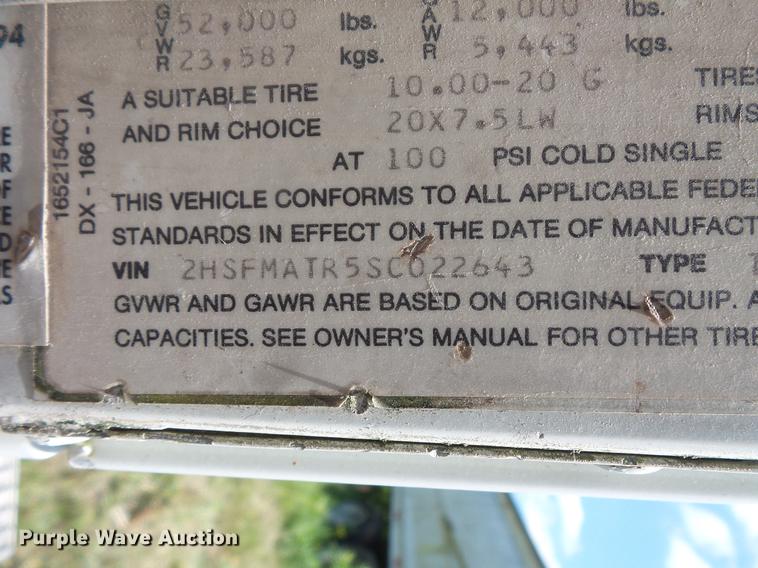 94
GVWR 52,000 lbs. GAWR 12,000 lbs.
23,587 kgs. 5,443 kgs.
A SUITABLE TIRE 10.00-20 G TIRES
AND RIM CHOICE 20X7.5LW RIMS
AT 100 PSI COLD SINGLE
THIS VEHICLE CONFORMS TO ALL APPLICABLE FEDE
STANDARDS IN EFFECT ON THE DATE OF MANUFACT
VIN 2HSFMATR5SC022643 TYPE T
GVWR AND GAWR ARE BASED ON ORIGINAL EQUIP. A
CAPACITIES. SEE OWNER'S MANUAL FOR OTHER TIRE
1652154C1
DX - 166 - JA
Purple Wave Auction